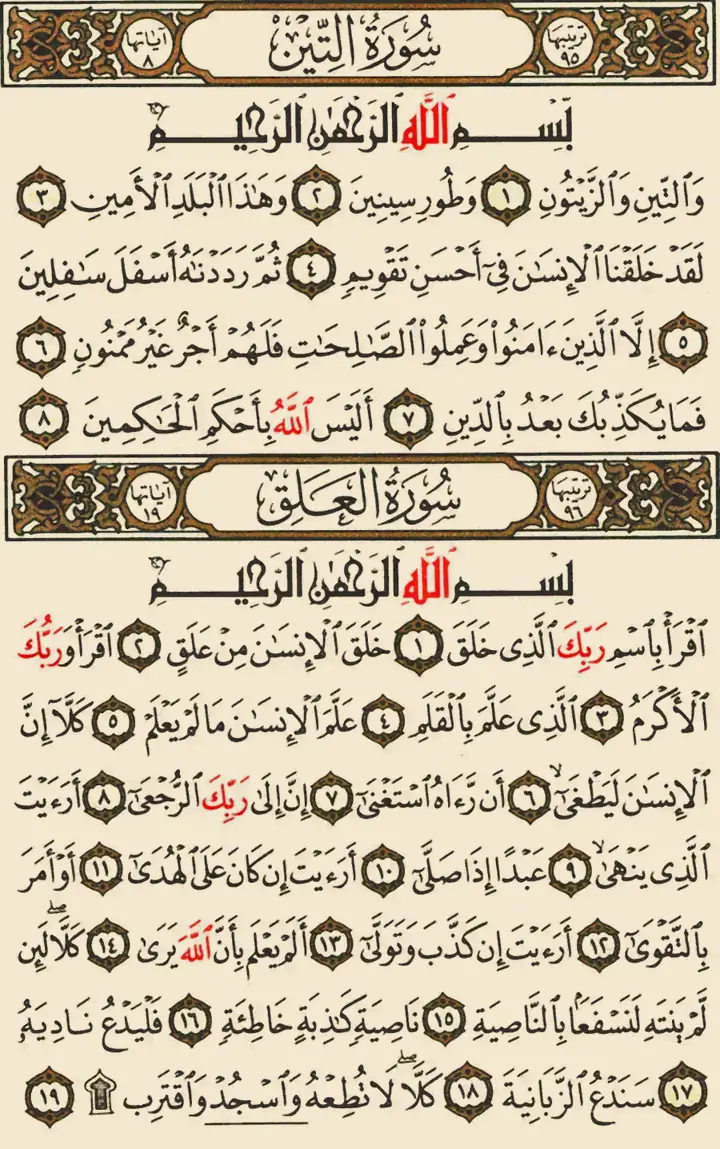 ترتيبها ٩٥ سُورَةُ التِّينِ آياتها ٨
بِسْمِ ٱللَّهِ ٱلرَّحْمَٰنِ ٱلرَّحِيمِ
وَٱلتِّينِ وَٱلزَّيْتُونِ ١ وَطُورِ سِينِينَ ٢ وَهَٰذَا ٱلْبَلَدِ ٱلْأَمِينِ ٣
لَقَدْ خَلَقْنَا ٱلْإِنسَٰنَ فِىٓ أَحْسَنِ تَقْوِيمٍ ٤ ثُمَّ رَدَدْنَٰهُ أَسْفَلَ سَٰفِلِينَ
٥ إِلَّا ٱلَّذِينَ ءَامَنُوا۟ وَعَمِلُوا۟ ٱلصَّٰلِحَٰتِ فَلَهُمْ أَجْرٌ غَيْرُ مَمْنُونٍ ٦
فَمَا يُكَذِّبُكَ بَعْدُ بِٱلدِّينِ ٧ أَلَيْسَ ٱللَّهُ بِأَحْكَمِ ٱلْحَٰكِمِينَ ٨
ترتيبها ٩٦ سُورَةُ العَلَقِ آياتها ١٩
بِسْمِ ٱللَّهِ ٱلرَّحْمَٰنِ ٱلرَّحِيمِ
ٱقْرَأْ بِٱسْمِ رَبِّكَ ٱلَّذِى خَلَقَ ١ خَلَقَ ٱلْإِنسَٰنَ مِنْ عَلَقٍ ٢ ٱقْرَأْ وَرَبُّكَ
ٱلْأَكْرَمُ ٣ ٱلَّذِى عَلَّمَ بِٱلْقَلَمِ ٤ عَلَّمَ ٱلْإِنسَٰنَ مَا لَمْ يَعْلَمْ ٥ كَلَّآ إِنَّ
ٱلْإِنسَٰنَ لَيَطْغَىٰٓ ۙ ٦ أَن رَّءَاهُ ٱسْتَغْنَىٰٓ ٧ إِنَّ إِلَىٰ رَبِّكَ ٱلرُّجْعَىٰٓ ٨ أَرَءَيْتَ
ٱلَّذِى يَنْهَىٰ ۙ ٩ عَبْدًا إِذَا صَلَّىٰٓ ١٠ أَرَءَيْتَ إِن كَانَ عَلَى ٱلْهُدَىٰٓ ١١ أَوْ أَمَرَ
بِٱلتَّقْوَىٰٓ ١٢ أَرَءَيْتَ إِن كَذَّبَ وَتَوَلَّىٰٓ ١٣ أَلَمْ يَعْلَم بِأَنَّ ٱللَّهَ يَرَىٰ ١٤ كَلَّا ۖ لَئِن
لَّمْ يَنتَهِ لَنَسْفَعًۢا بِٱلنَّاصِيَةِ ١٥ نَاصِيَةٍ كَٰذِبَةٍ خَاطِئَةٍ ١٦ فَلْيَدْعُ نَادِيَهُۥ
١٧ سَنَدْعُ ٱلزَّبَانِيَةَ ١٨ كَلَّا ۖ لَا تُطِعْهُ وَٱسْجُدْ وَٱقْتَرِب ۩ ١٩